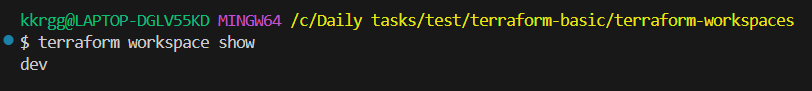 kkrgg@LAPTOP-DGLV55KD MINGW64 /c/Daily tasks/test/terraform-basic/terraform-workspaces
$ terraform workspace show
dev